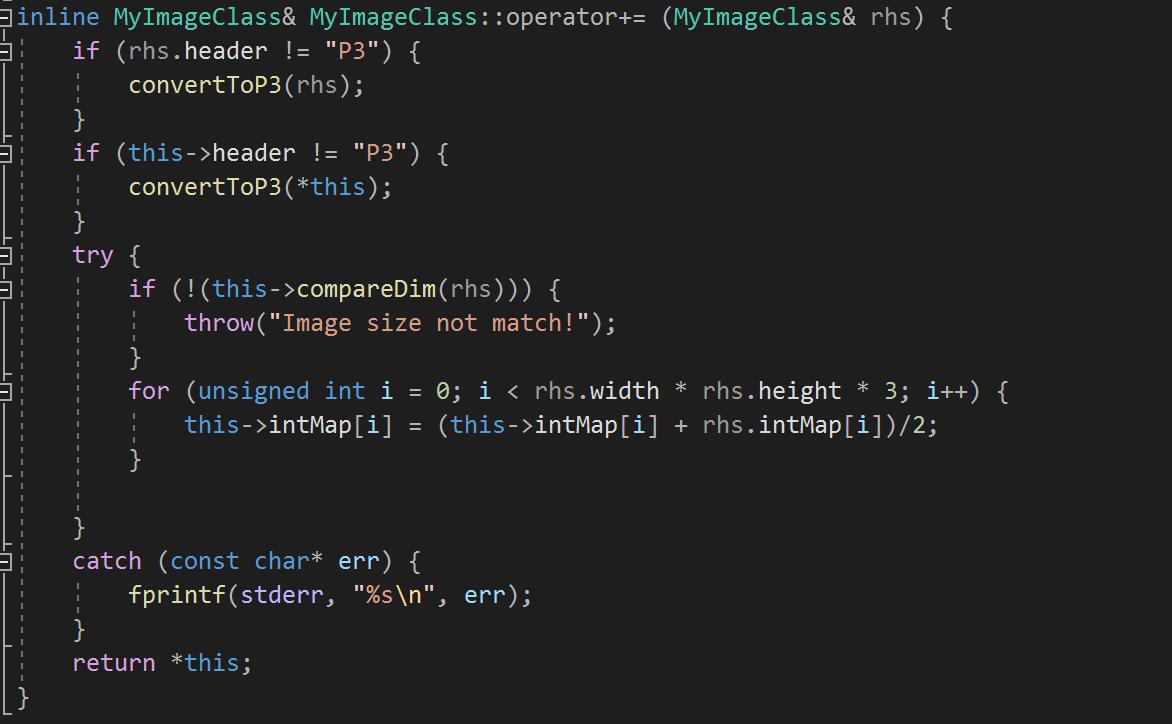 inline MyImageClass& MyImageClass::operator+= (MyImageClass& rhs) {
    if (rhs.header != "P3") {
        convertToP3(rhs);
    }
    if (this->header != "P3") {
        convertToP3(*this);
    }
    try {
        if (!(this->compareDim(rhs))) {
            throw("Image size not match!");
        }
        for (unsigned int i = 0; i < rhs.width * rhs.height * 3; i++) {
            this->intMap[i] = (this->intMap[i] + rhs.intMap[i])/2;
        }

    }
    catch (const char* err) {
        fprintf(stderr, "%s\n", err);
    }
    return *this;
}